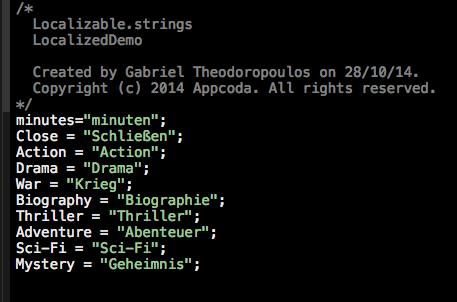 /*
Localizable.strings
LocalizedDemo
Created by Gabriel Theodoropoulos on 28/10/14.
Copyright (c) 2014 Appcoda. All rights reserved.
*/
minutes="minuten";
Close = "Schließen";
Action = "Action";
Drama = "Drama";
War = "Krieg";
Biography = "Biographie";
Thriller = "Thriller";
Adventure = "Abenteuer";
Sci-Fi = "Sci-Fi";
Mystery = "Geheimnis";